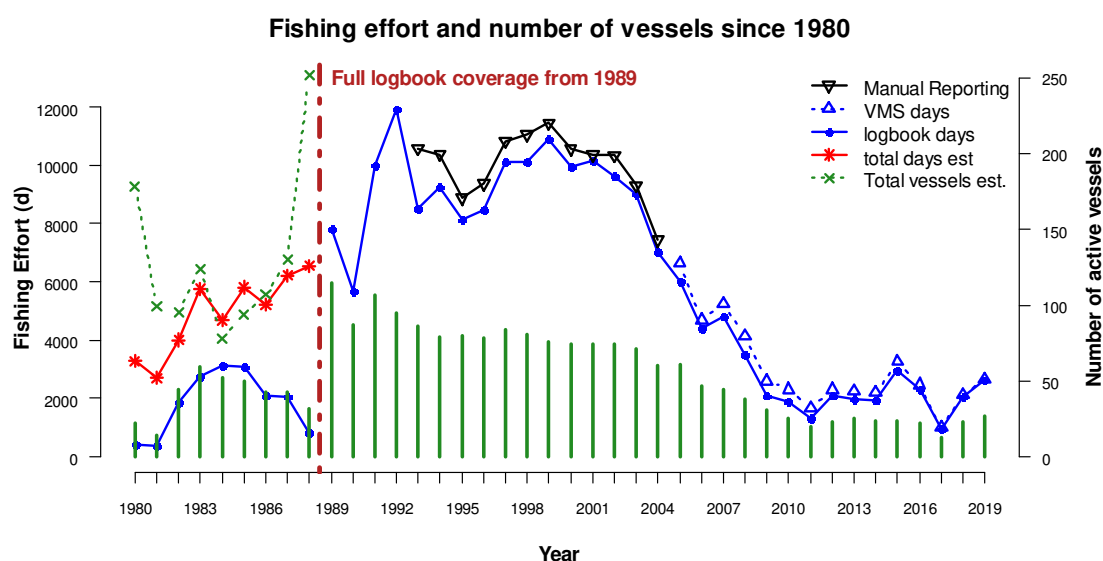 Fishing effort and number of vessels since 1980
Full logbook coverage from 1989
Manual Reporting
VMS days
logbook days
total days est
Total vessels est.
Fishing Effort (d)
12000
10000
8000
6000
4000
2000
0
Number of active vessels
250
200
150
100
50
0
1980 1983 1986 1989 1992 1995 1998 2001 2004 2007 2010 2013 2016 2019
Year